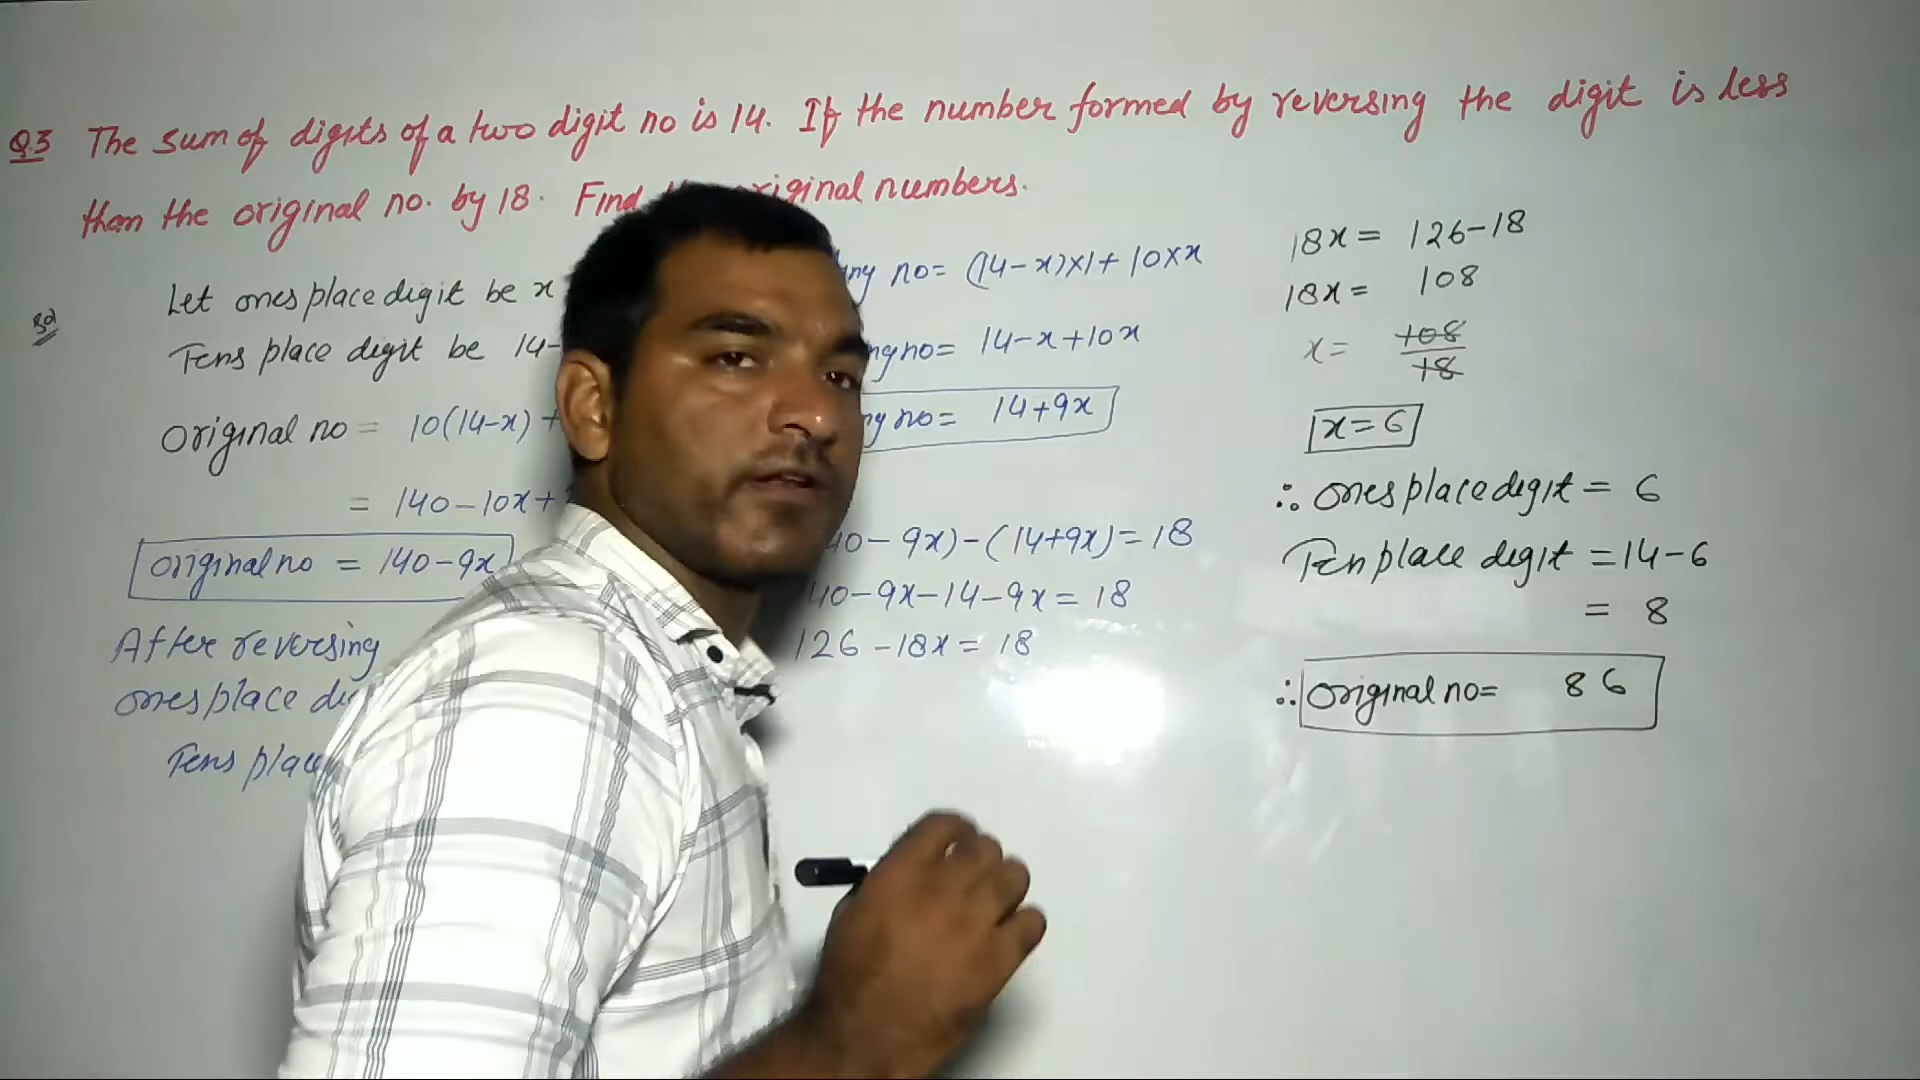 Q.3 The sum of digits of a two digit no is 14. If the number formed by reversing the digit is less
than the original no. by 18. Find original numbers.
Sol
Let ones place digit be x
Tens place digit be 14-
Original no = 10(14-x) +
= 140-10x+
Original no = 140-9x
After reversing
ones place
Tens place
no= (14-x)x1+ 10xx
no= 14-x+10x
no= 14+9x
40-9x)-(14+9x)=18
40-9x-14-9x= 18
126-18x= 18
18x= 126-18
18x= 108
x= 108/18
x=6
∴ ones place digit = 6
Ten place digit =14-6
= 8
∴ Original no= 86